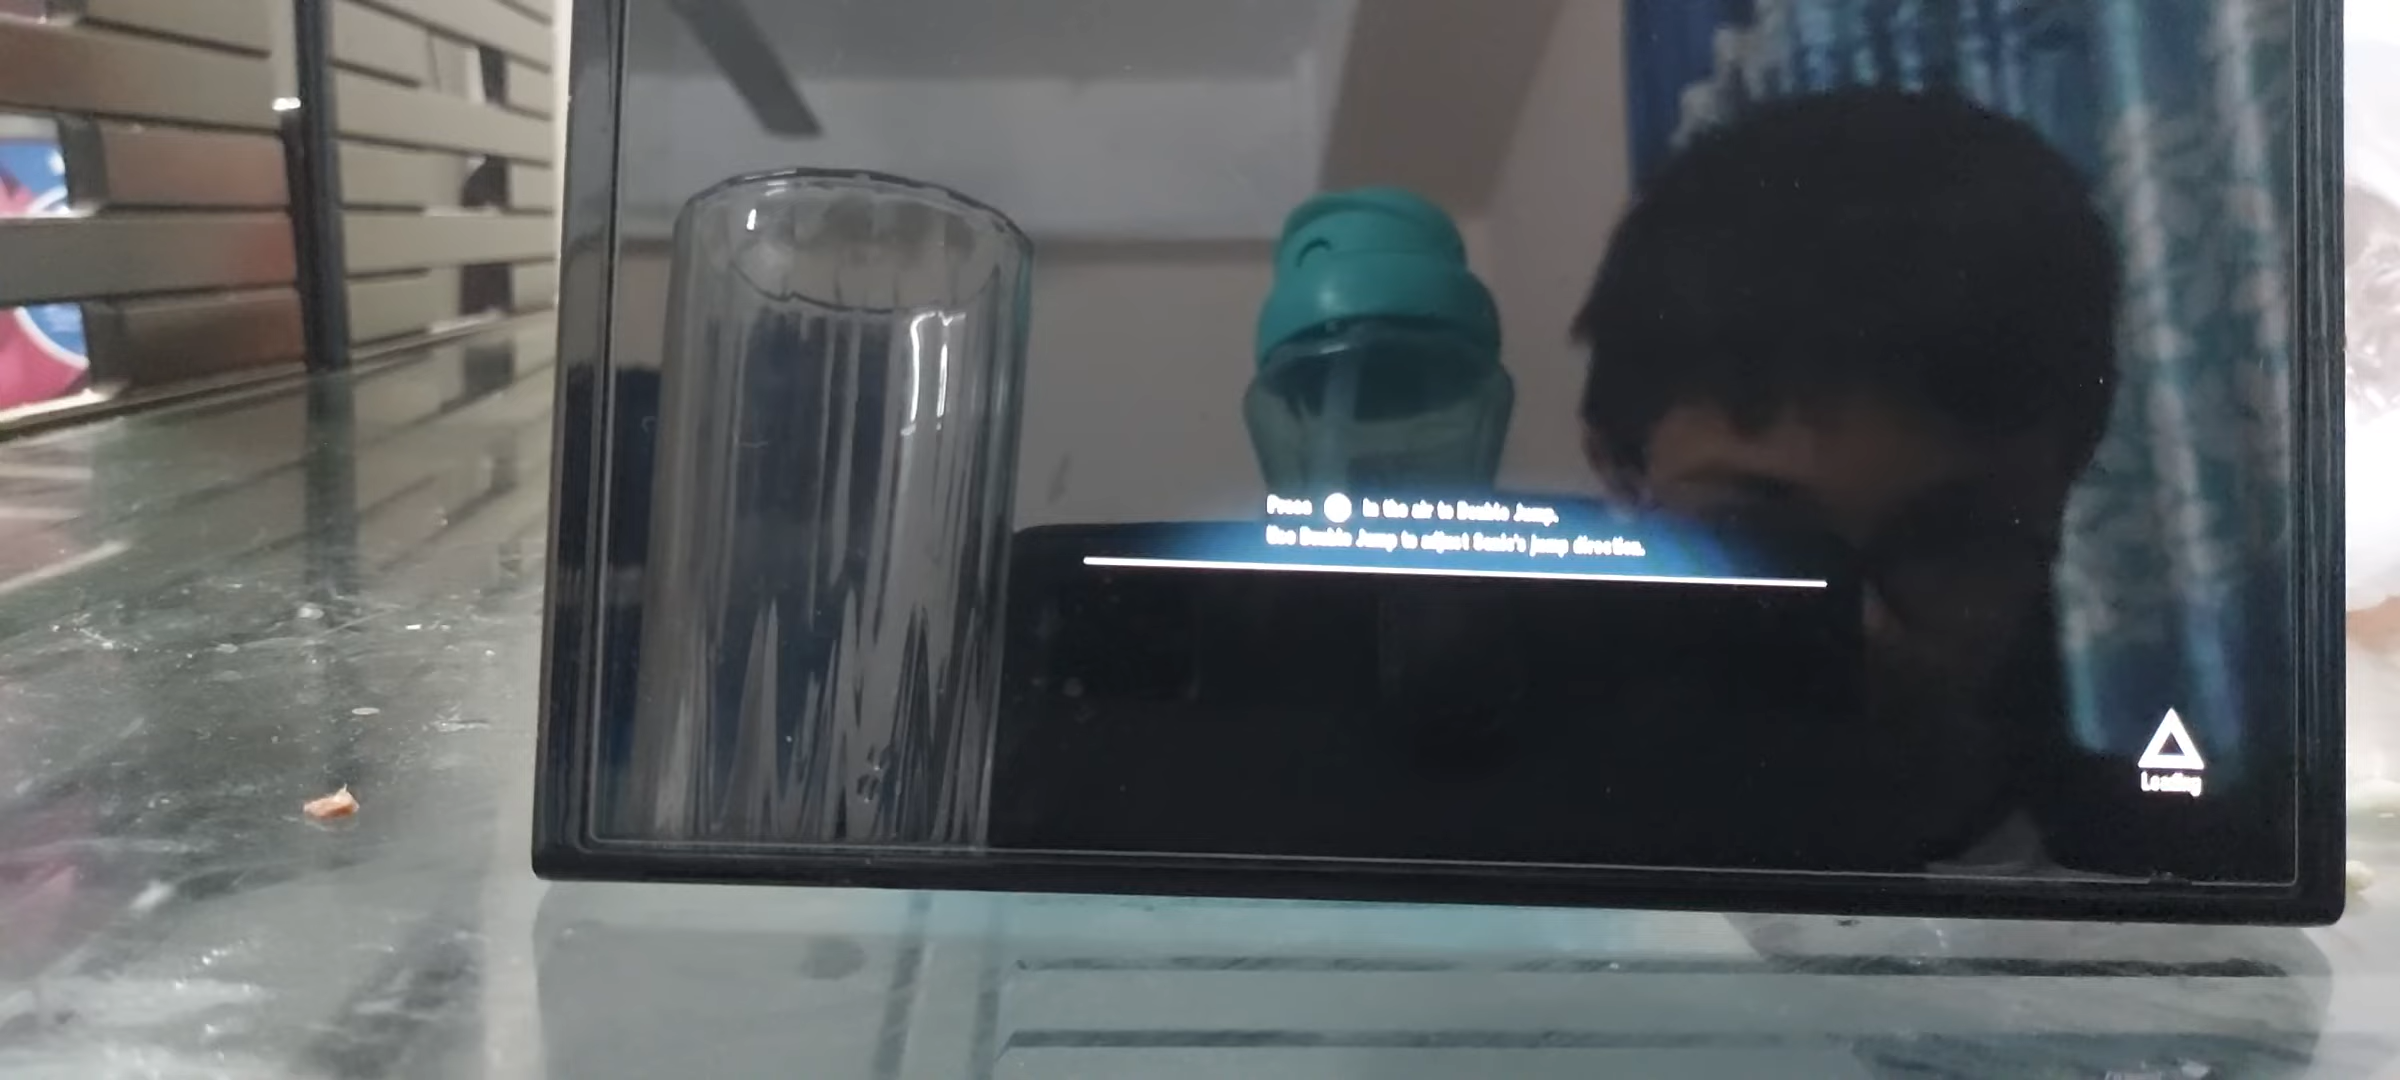 Press in the air to Double Jump.
Use Double Jump to adjust Sonic's jump direction.
Loading